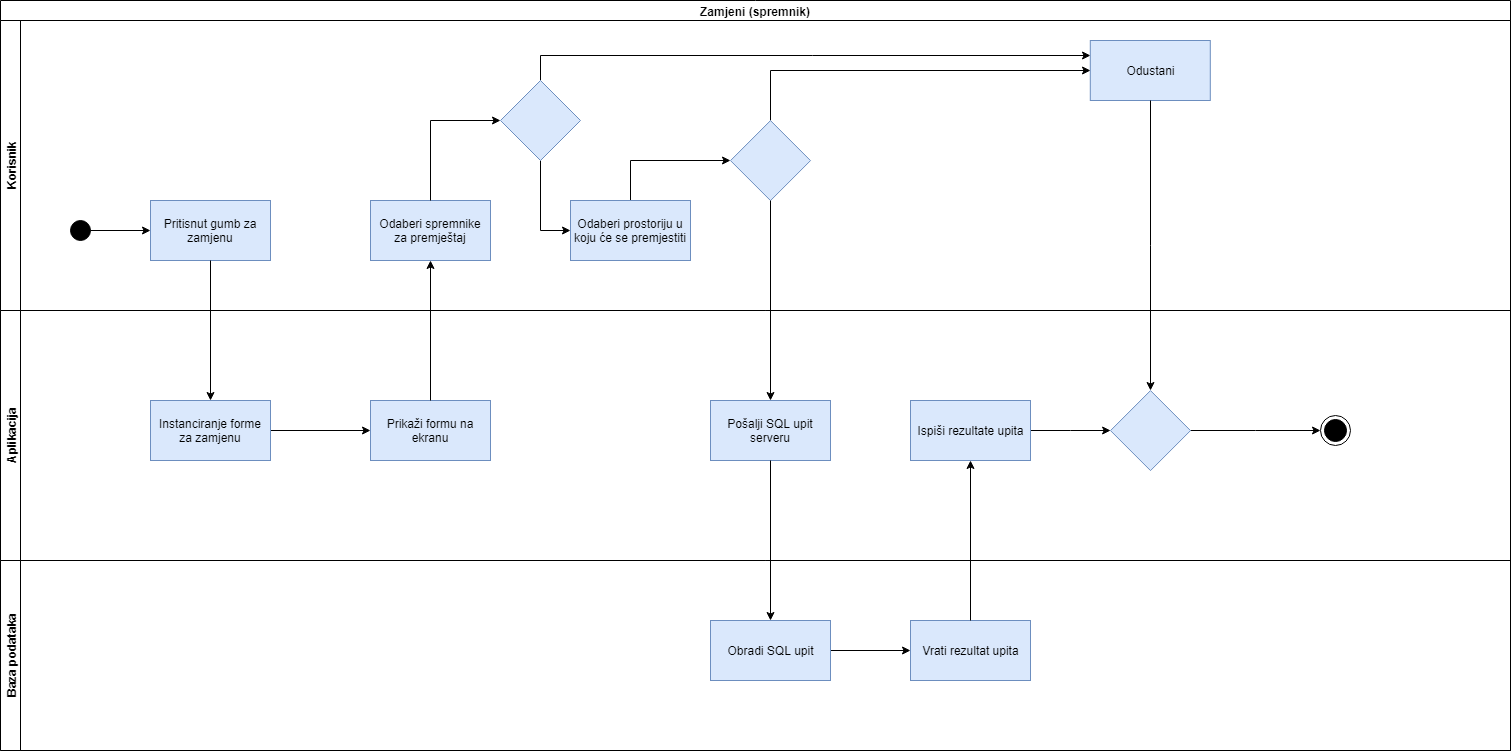 Zamjeni (spremnik)
Korisnik
Odustani
Pritisnut gumb za
zamjenu
Odaberi spremnike
za premještaj
Odaberi prostoriju u
koju će se premjestiti
Aplikacija
Instanciranje forme
za zamjenu
Prikaži formu na
ekranu
Pošalji SQL upit
serveru
Ispiši rezultate upita
Baza podataka
Obradi SQL upit
Vrati rezultat upita